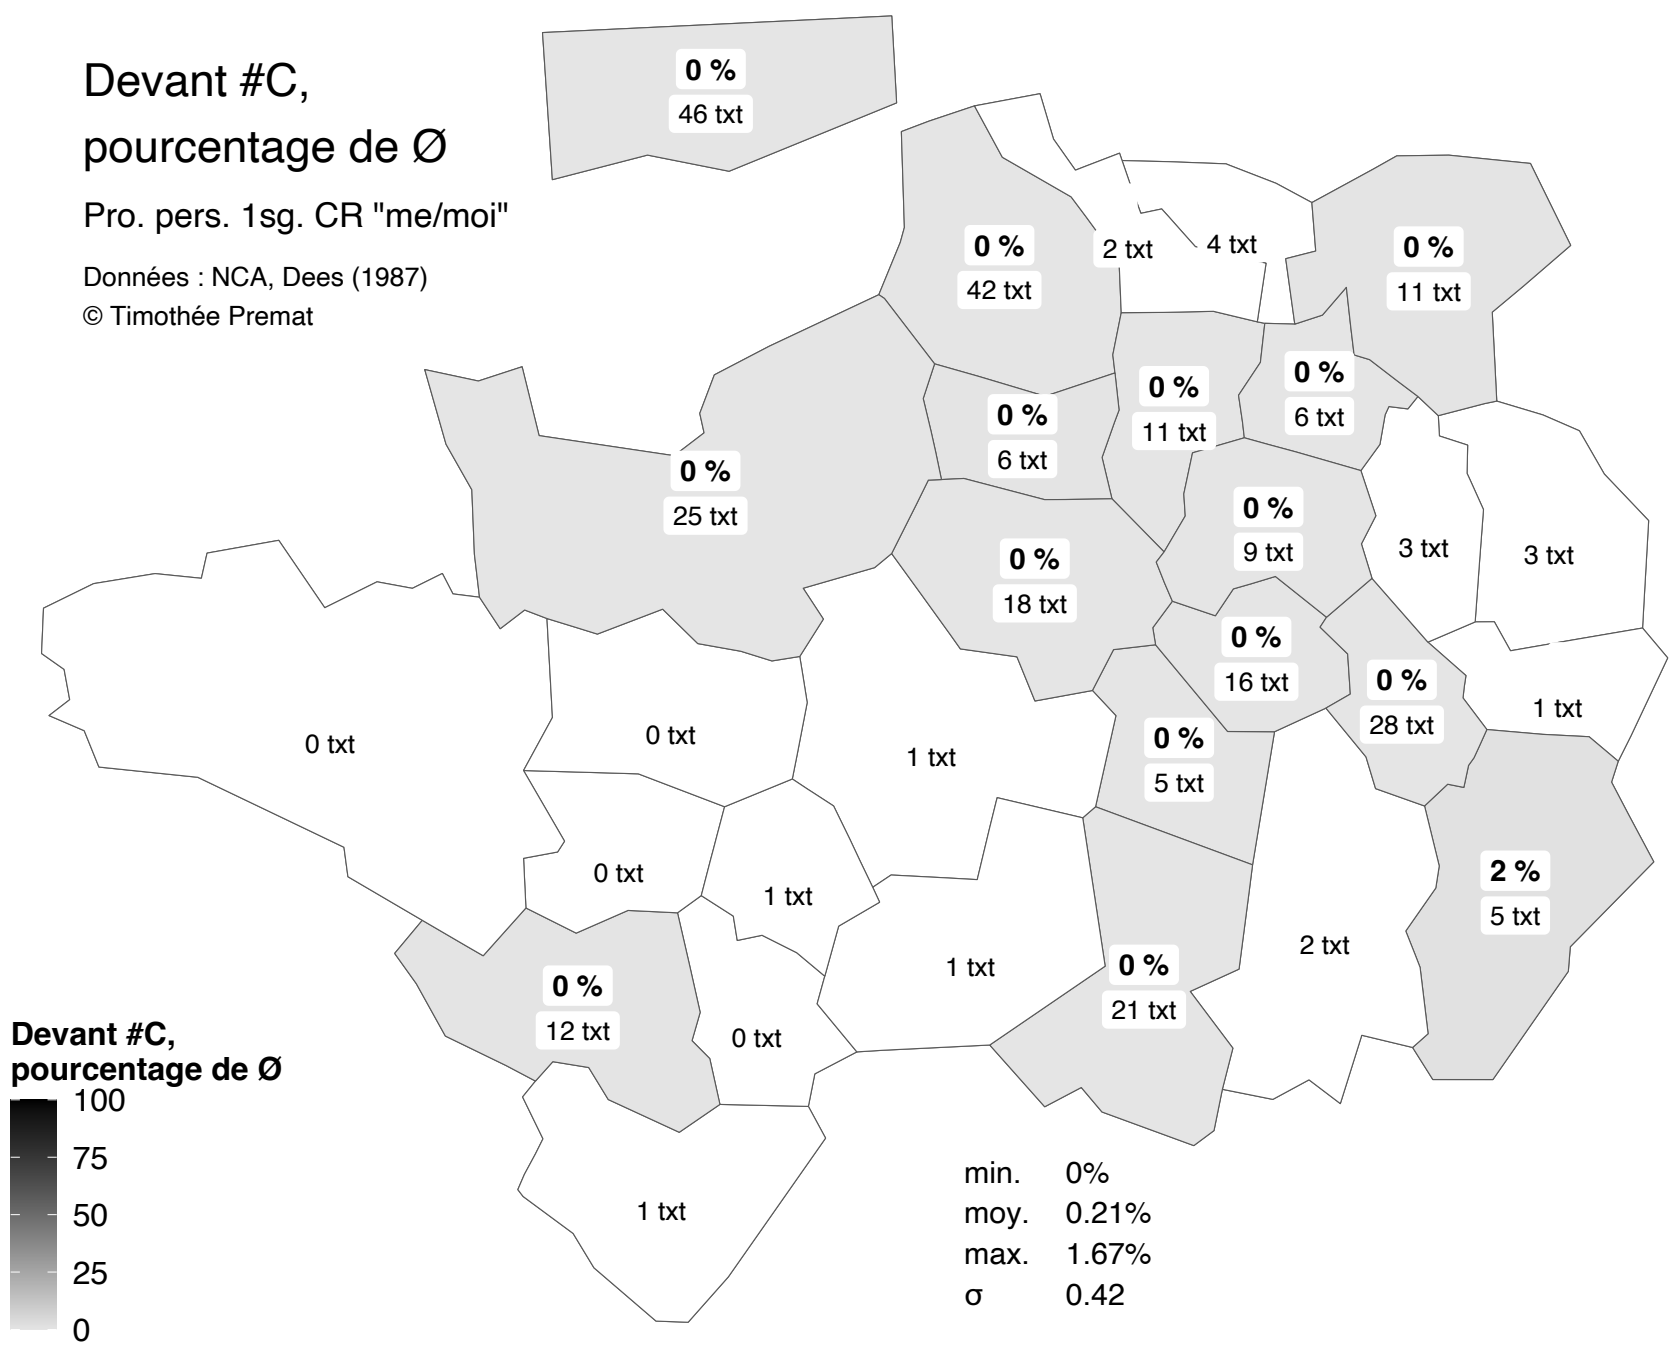 Devant #C,
pourcentage de Ø
Pro. pers. 1sg. CR "me/moi"
Données : NCA, Dees (1987)
© Timothée Premat
0 %
46 txt
0 %
42 txt
2 txt
4 txt
0 %
11 txt
0 %
25 txt
0 %
6 txt
0 %
11 txt
0 %
6 txt
0 %
18 txt
0 %
9 txt
3 txt
3 txt
0 %
16 txt
0 %
28 txt
1 txt
0 txt
0 txt
1 txt
0 %
5 txt
0 txt
1 txt
2 %
5 txt
0 %
12 txt
0 txt
1 txt
0 %
21 txt
2 txt
1 txt
Devant #C,
pourcentage de Ø
100
75
50
25
0
min. 0%
moy. 0.21%
max. 1.67%
σ 0.42